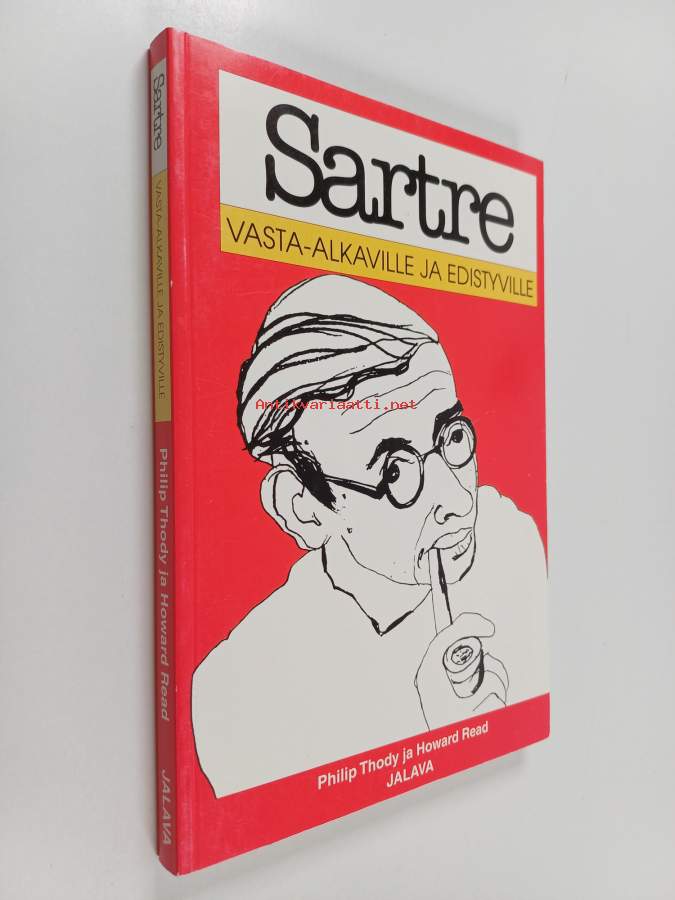 Sartre
VASTA-ALKAVILLE JA EDISTYVILLE
Antikvariaatti.net
Philip Thody ja Howard Read
JALAVA
Sartre
VASTA-ALKAVILLE JA EDISTYVILLE
Philip Thody ja Howard Read
JALAVA